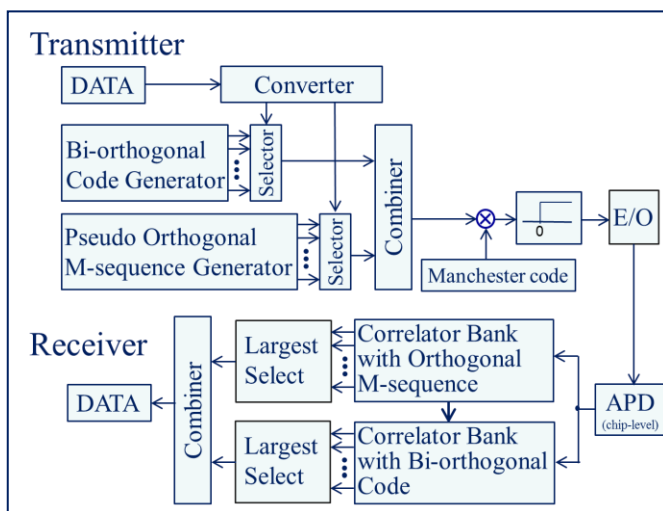 Transmitter
DATA
Converter
Bi-orthogonal
Code Generator
Selector
Pseudo Orthogonal
M-sequence Generator
Selector
Combiner
Manchester code
0
E/O
Receiver
DATA
Combiner
Largest
Select
Correlator Bank
with Orthogonal
M-sequence
Largest
Select
Correlator Bank
with Bi-orthogonal
Code
APD
(chip-level)